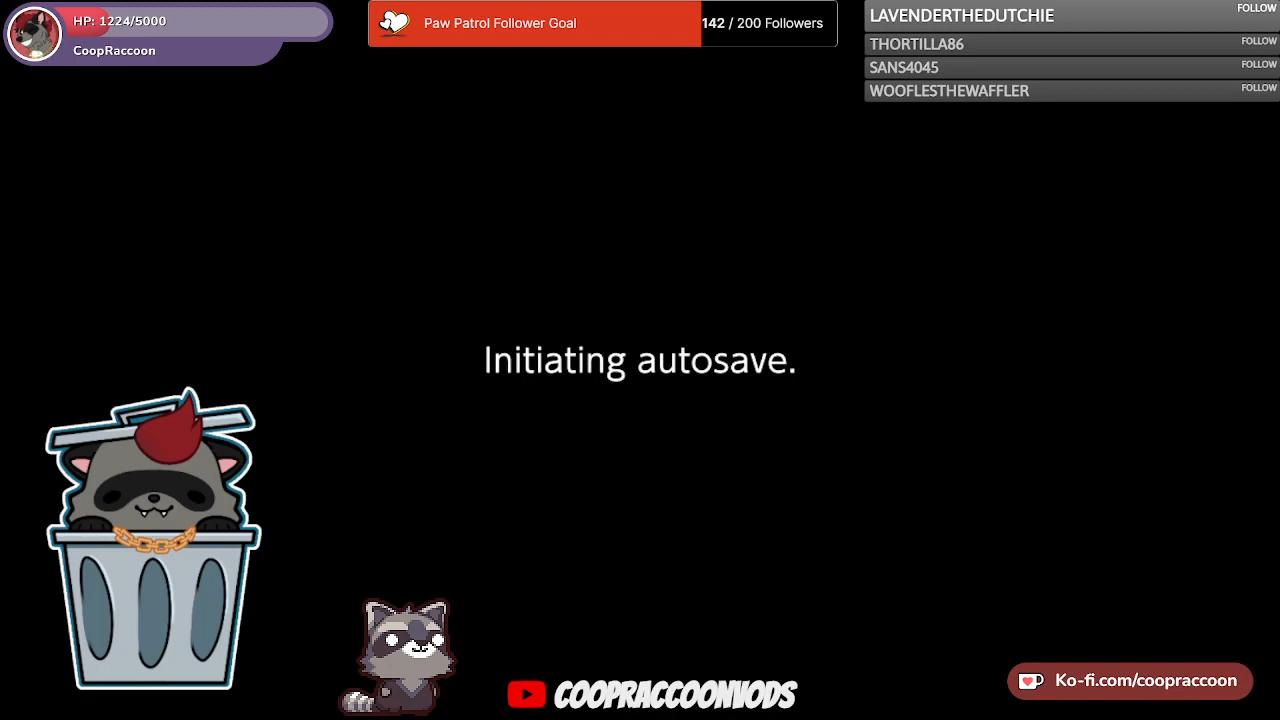 HP: 1224/5000
CoopRaccoon
Paw Patrol Follower Goal
142 / 200 Followers
LAVENDERTHEDUTCHIE FOLLOW
THORTILLA86 FOLLOW
SANS4045 FOLLOW
WOOFLESTHEWAFFLER FOLLOW
Initiating autosave.
COOPRACCOONVODS
Ko-fi.com/coopraccoon